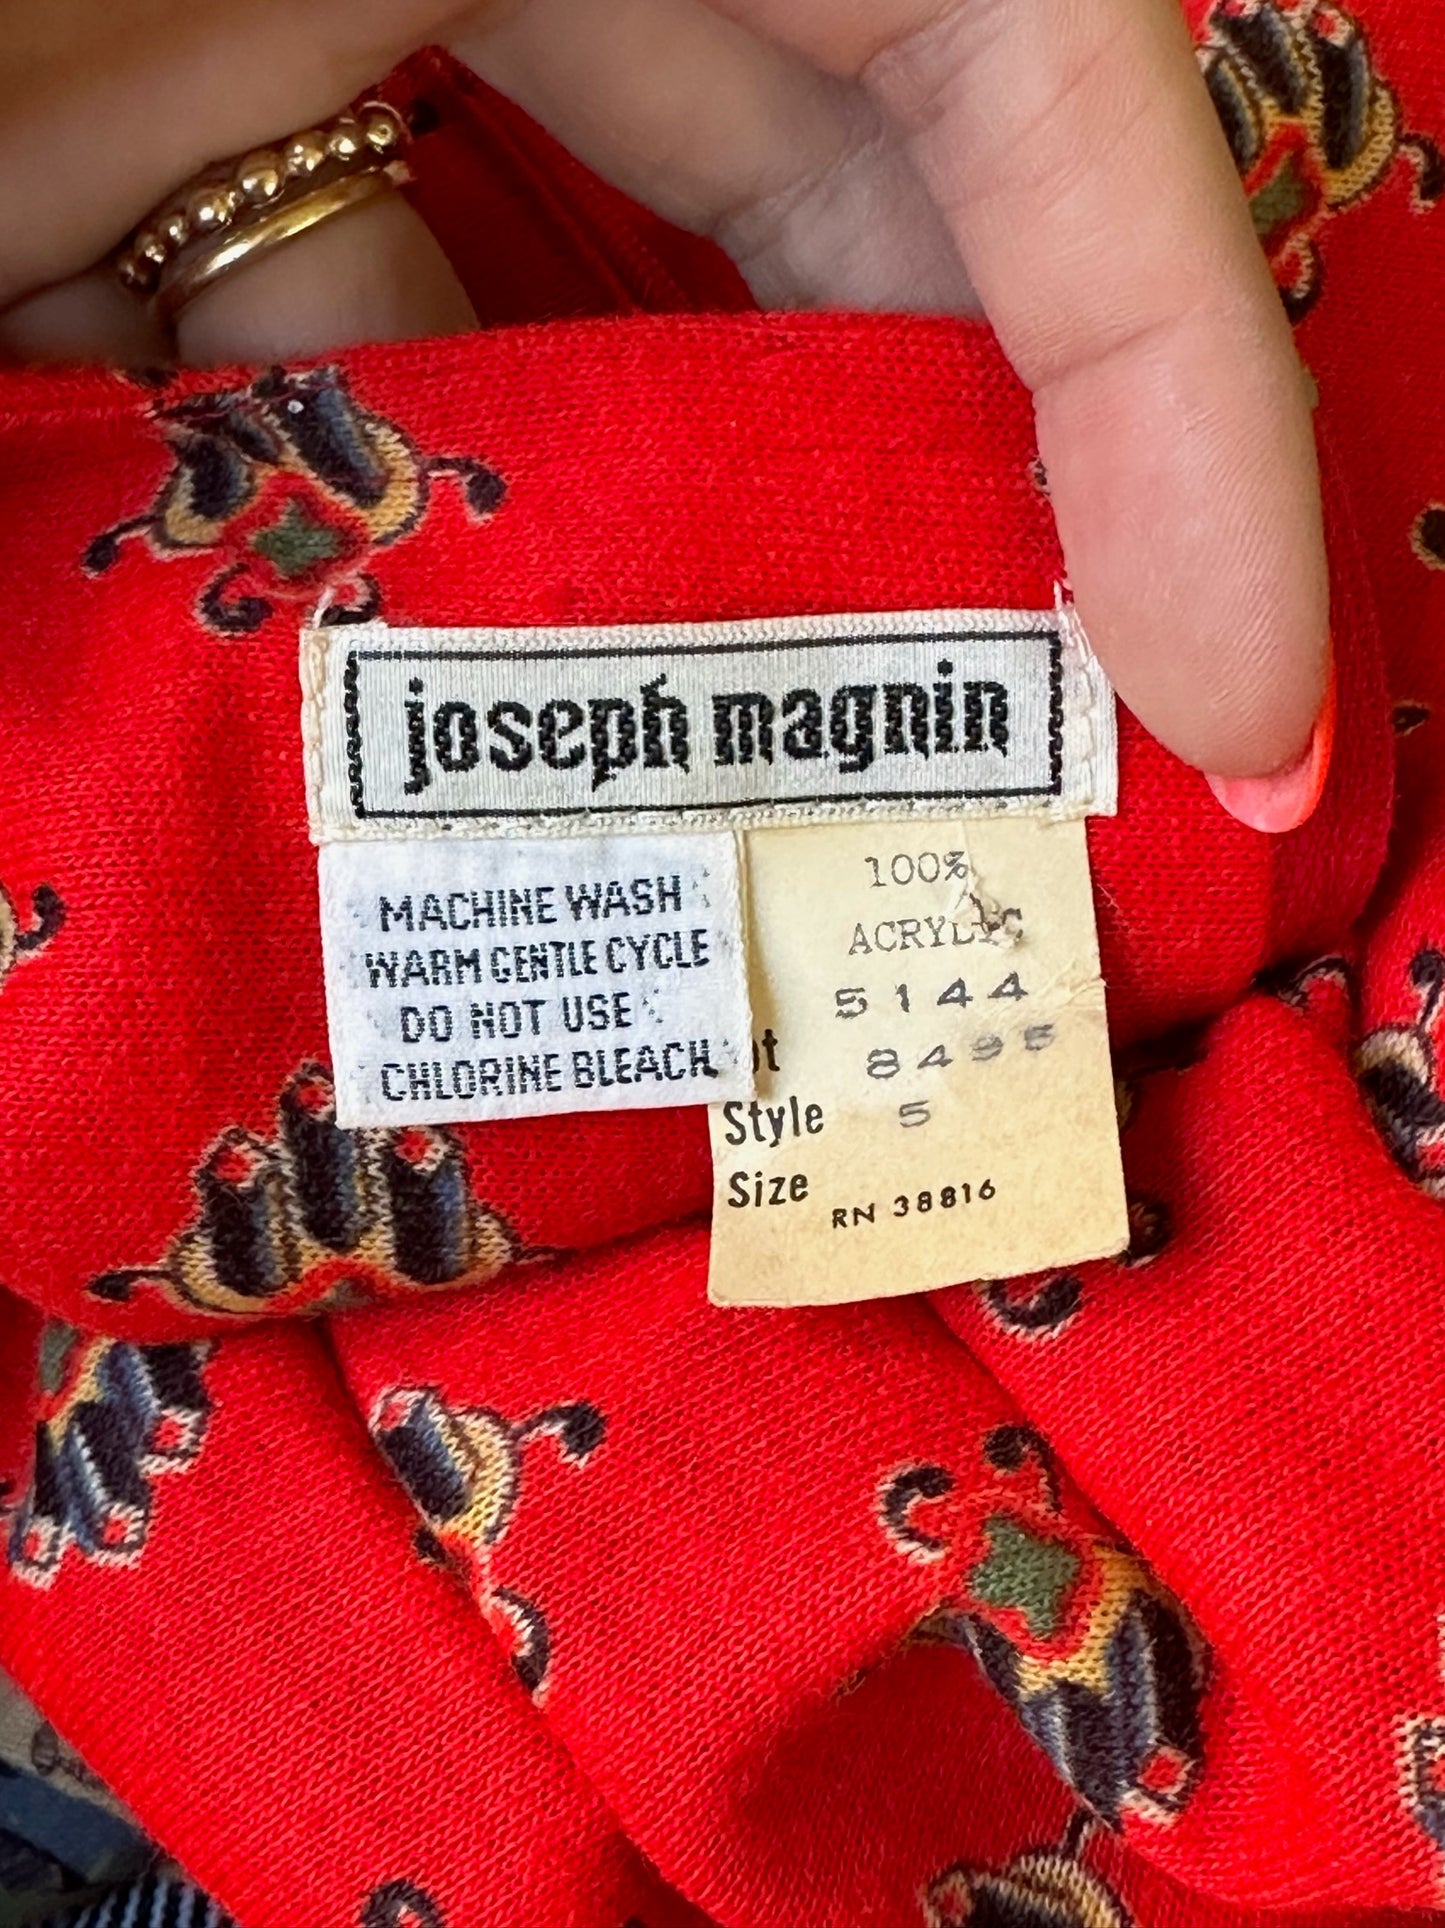 joseph magnin
MACHINE WASH
WARM GENTLE CYCLE
DO NOT USE
CHLORINE BLEACH
100%
ACRYLIC
5144
8495
Style 5
Size
RN 38816